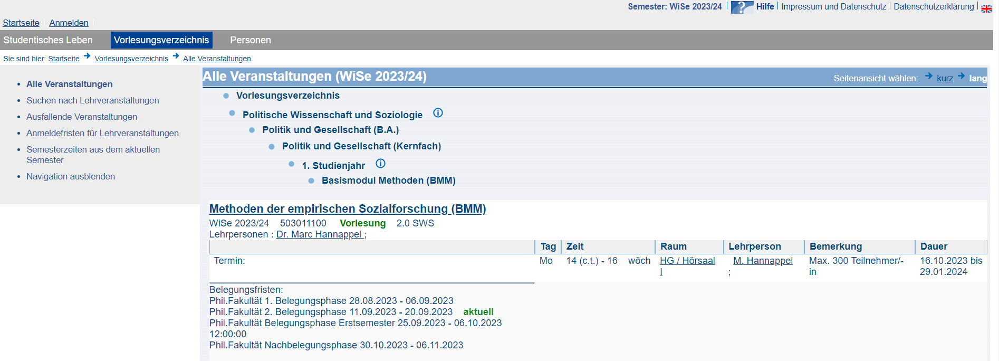 Semester: WiSe 2023/24 | Hilfe | Impressum und Datenschutz | Datenschutzerklärung |
Startseite Anmelden
Studentisches Leben Vorlesungsverzeichnis Personen
Sie sind hier: Startseite Vorlesungsverzeichnis Alle Veranstaltungen
Alle Veranstaltungen
Suchen nach Lehrveranstaltungen
Ausfallende Veranstaltungen
Anmeldefristen für Lehrveranstaltungen
Semesterzeiten aus dem aktuellen
Semester
Navigation ausblenden
Alle Veranstaltungen (WiSe 2023/24) Seitenansicht wählen: kurz lang
Vorlesungsverzeichnis
Politische Wissenschaft und Soziologie
Politik und Gesellschaft (B.A.)
Politik und Gesellschaft (Kernfach)
1. Studienjahr
Basismodul Methoden (BMM)
Methoden der empirischen Sozialforschung (BMM)
WiSe 2023/24 503011100 Vorlesung 2.0 SWS
Lehrpersonen : Dr. Marc Hannappel ;
Tag Zeit Raum Lehrperson Bemerkung Dauer
Termin: Mo 14 (c.t.) - 16 wöch HG / Hörsaal M. Hannappel Max. 300 Teilnehmer/- 16.10.2023 bis
I ; in 29.01.2024
Belegungsfristen:
Phil.Fakultät 1. Belegungsphase 28.08.2023 - 06.09.2023
Phil.Fakultät 2. Belegungsphase 11.09.2023 - 20.09.2023 aktuell
Phil.Fakultät Belegungsphase Erstsemester 25.09.2023 - 06.10.2023
12:00:00
Phil.Fakultät Nachbelegungsphase 30.10.2023 - 06.11.2023